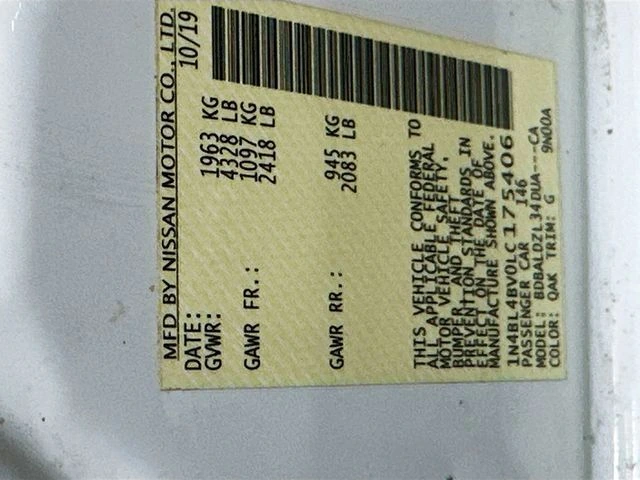 MFD BY NISSAN MOTOR CO., LTD.
DATE: 10/19
GVWR: 1963 KG
4328 LB
GAWR FR.: 1097 KG
2418 LB
GAWR RR.: 945 KG
2083 LB
THIS VEHICLE CONFORMS TO
ALL APPLICABLE FEDERAL
MOTOR VEHICLE SAFETY,
BUMPER AND THEFT
PREVENTION STANDARDS IN
EFFECT ON THE DATE OF
MANUFACTURE SHOWN ABOVE.
1N4BL4BV0LC175406
PASSENGER CAR 146
MODEL: BDBALDZL34DUA---CA
COLOR: QAK TRIM: G 9N00A